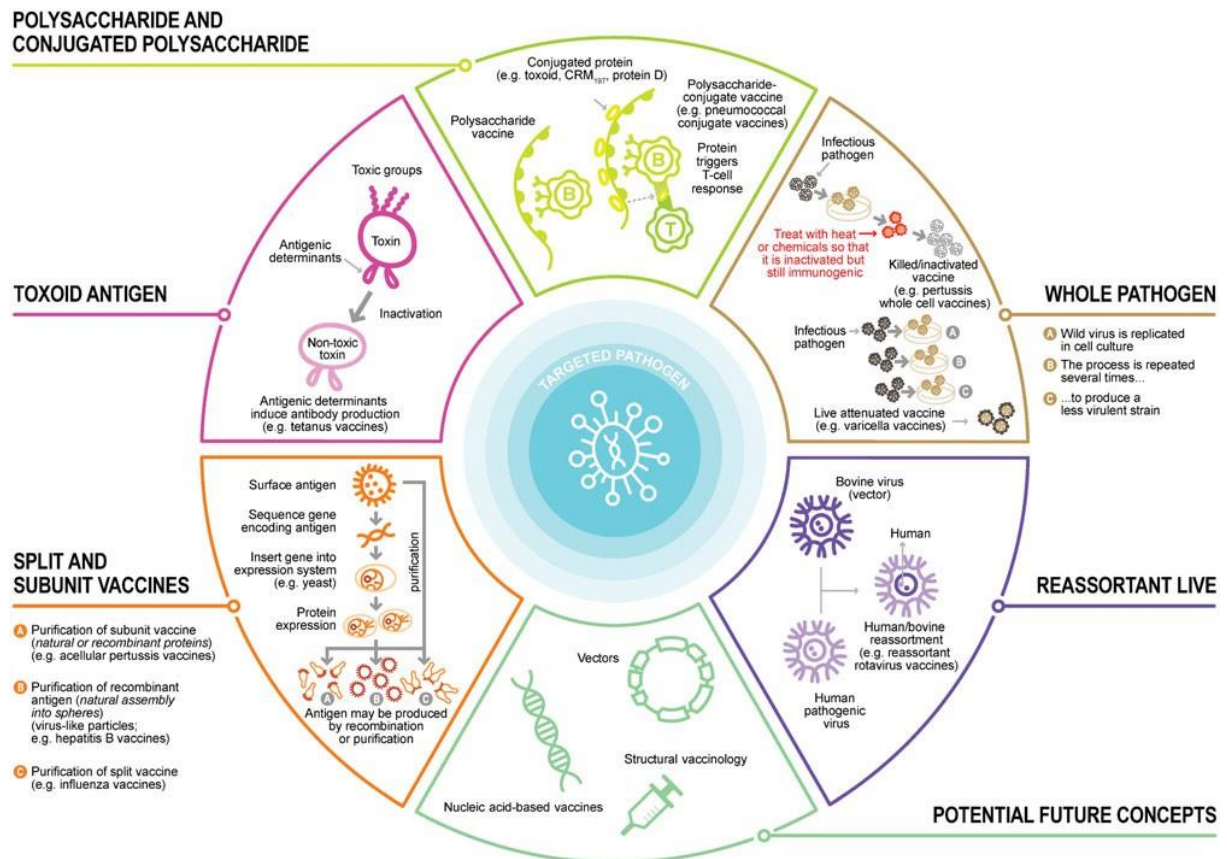 POLYSACCHARIDE AND
CONJUGATED POLYSACCHARIDE
Conjugated protein
(e.g. toxoid, CRM197, protein D)
Polysaccharide
vaccine
Polysaccharide-
conjugate vaccine
(e.g. pneumococcal
conjugate vaccines)
Protein
triggers
T-cell
response
B
B
T
WHOLE PATHOGEN
Infectious
pathogen
Treat with heat
or chemicals so that
it is inactivated but
still immunogenic
Killed/inactivated
vaccine
(e.g. pertussis
whole cell vaccines)
Infectious
pathogen
A
B
C
Live attenuated vaccine
(e.g. varicella vaccines)
A Wild virus is replicated
in cell culture
B The process is repeated
several times...
C ...to produce a
less virulent strain
TOXOID ANTIGEN
Toxic groups
Toxin
Antigenic
determinants
Inactivation
Non-toxic
toxin
Antigenic determinants
induce antibody production
(e.g. tetanus vaccines)
TARGETED PATHOGEN
SPLIT AND
SUBUNIT VACCINES
A Purification of subunit vaccine
(natural or recombinant proteins)
(e.g. acellular pertussis vaccines)
B Purification of recombinant
antigen (natural assembly
into spheres)
(virus-like particles;
e.g. hepatitis B vaccines)
C Purification of split vaccine
(e.g. influenza vaccines)
Surface antigen
Sequence gene
encoding antigen
Insert gene into
expression system
(e.g. yeast)
Protein
expression
purification
A
B
C
Antigen may be produced
by recombination
or purification
REASSORTANT LIVE
Bovine virus
(vector)
Human
Human/bovine
reassortment
(e.g. reassortant
rotavirus vaccines)
Human
pathogenic
virus
POTENTIAL FUTURE CONCEPTS
Vectors
Structural vaccinology
Nucleic acid-based vaccines